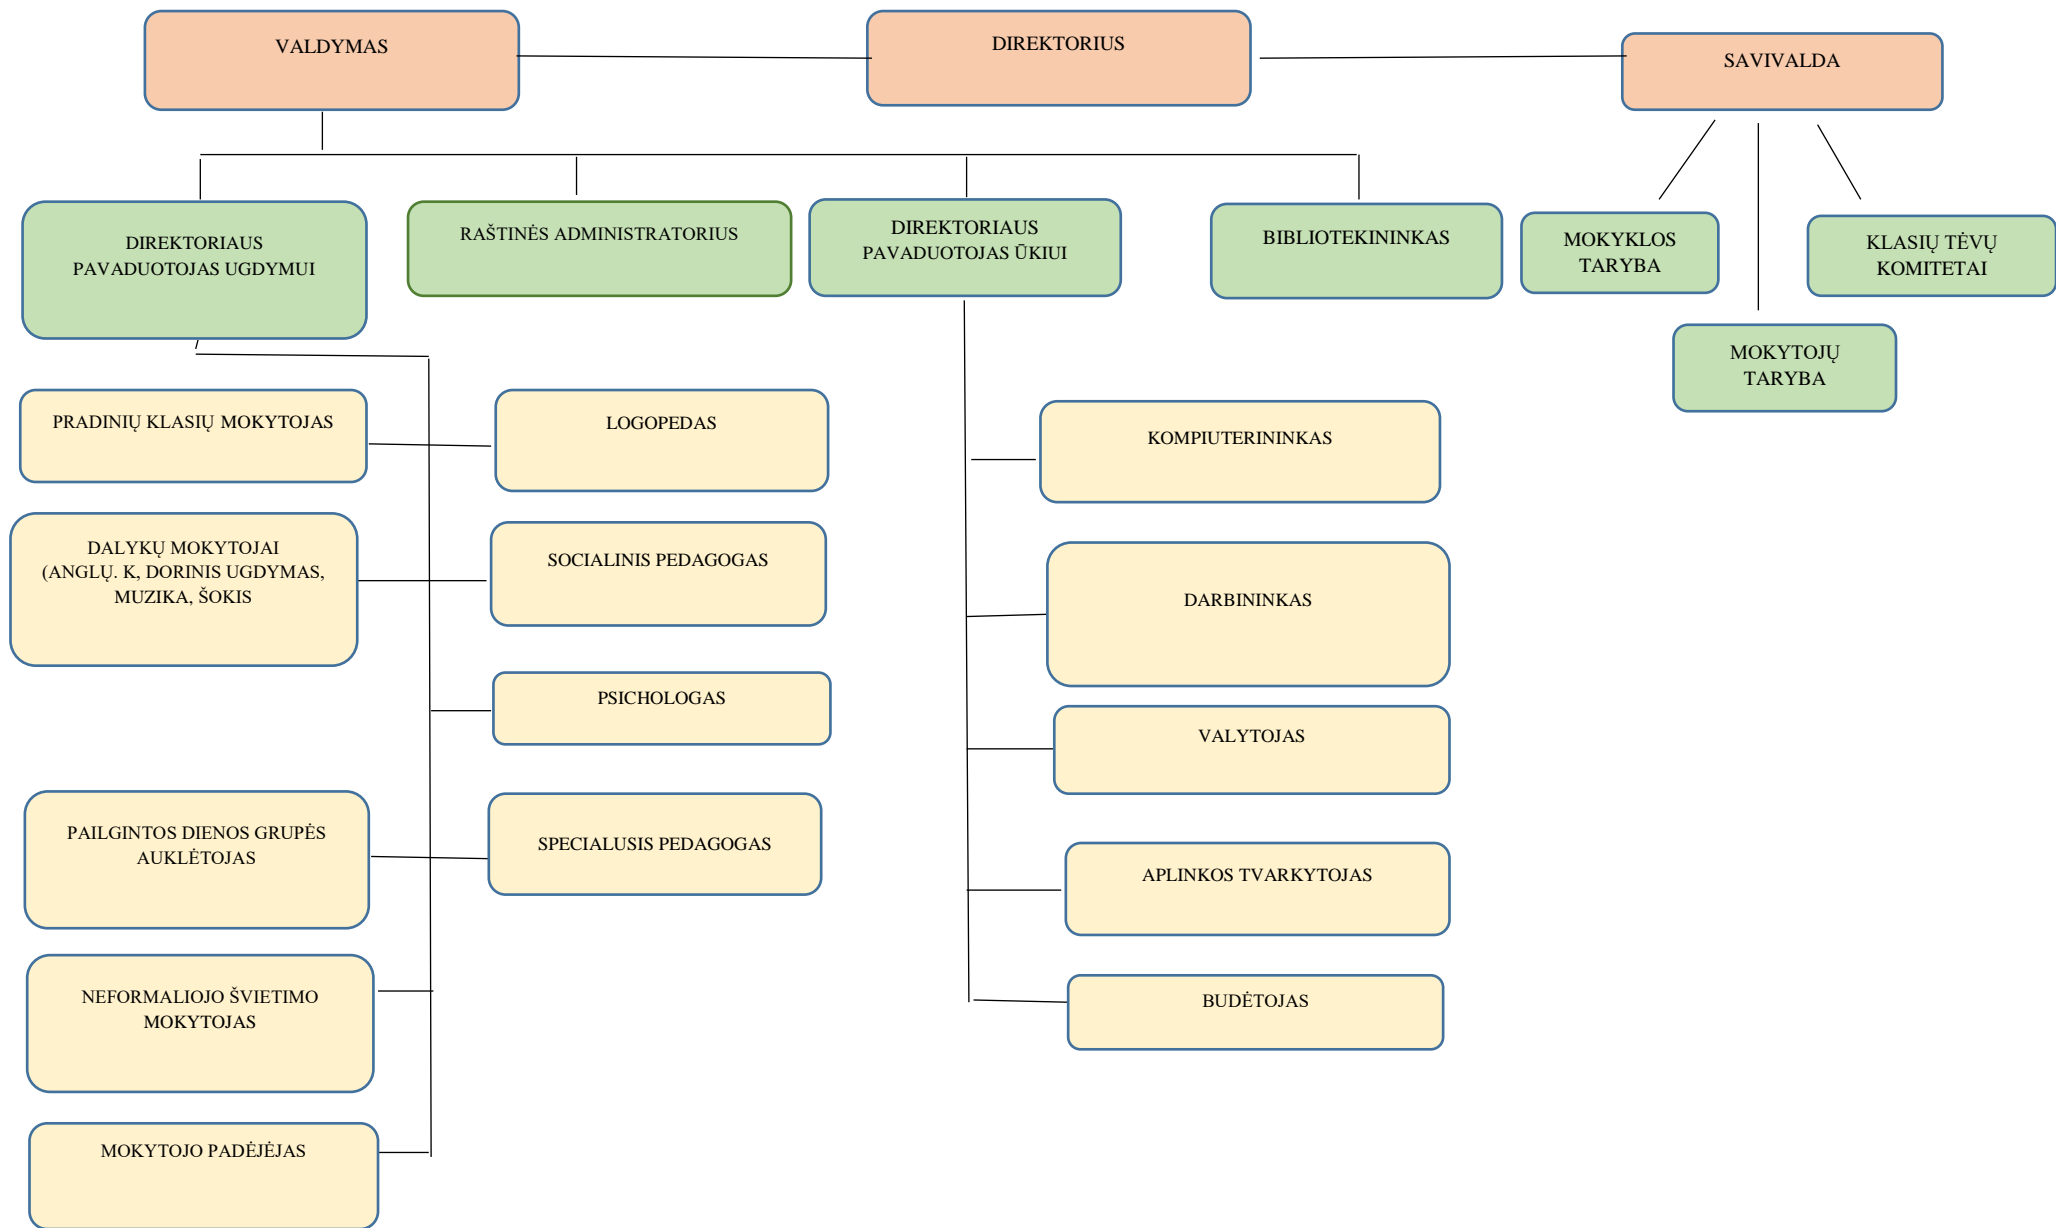 VALDYMAS
DIREKTORIUS
SAVIVALDA
DIREKTORIAUS
PAVADUOTOJAS UGDYMUI
RAŠTINĖS ADMINISTRATORIUS
DIREKTORIAUS
PAVADUOTOJAS ŪKIUI
BIBLIOTEKININKAS
MOKYKLOS
TARYBA
KLASIŲ TĖVŲ
KOMITETAI
MOKYTOJŲ
TARYBA
PRADINIŲ KLASIŲ MOKYTOJAS
LOGOPEDAS
KOMPIUTERININKAS
DALYKŲ MOKYTOJAI
(ANGLŲ. K, DORINIS UGDYMAS,
MUZIKA, ŠOKIS
SOCIALINIS PEDAGOGAS
DARBININKAS
PSICHOLOGAS
VALYTOJAS
PAILGINTOS DIENOS GRUPĖS
AUKLĖTOJAS
SPECIALUSIS PEDAGOGAS
APLINKOS TVARKYTOJAS
NEFORMALIOJO ŠVIETIMO
MOKYTOJAS
BUDĖTOJAS
MOKYTOJO PADĖJĖJAS